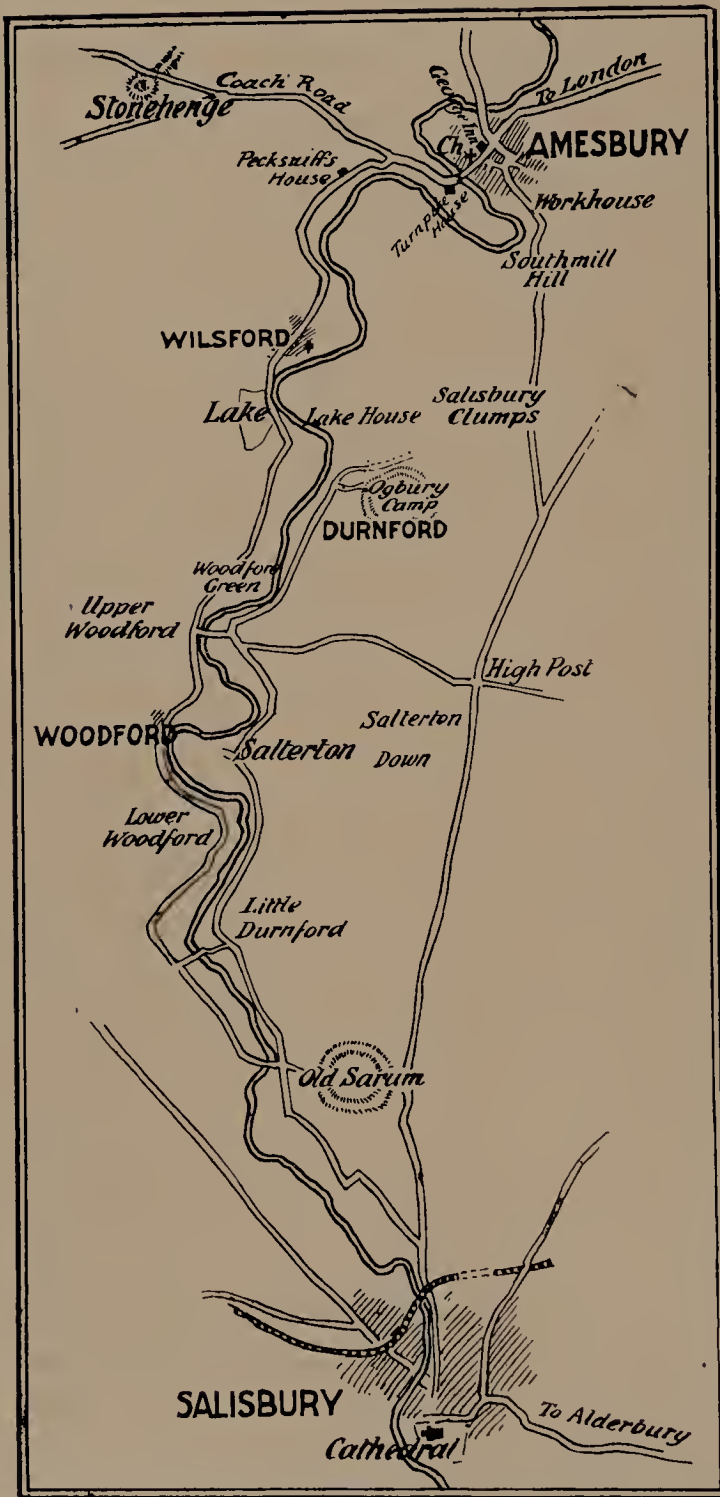 Stonehenge
Coach Road
George Inn
To London
Ch
AMESBURY
Pecksniff's
House
Turnpike
House
Workhouse
Southmill
Hill
WILSFORD
Lake
Lake House
Salisbury
Clumps
Ogbury
Camp
DURNFORD
Woodford
Green
Upper
Woodford
High Post
WOODFORD
Salterton
Salterton
Down
Lower
Woodford
Little
Durnford
Old Sarum
SALISBURY
Cathedral
To Alderbury